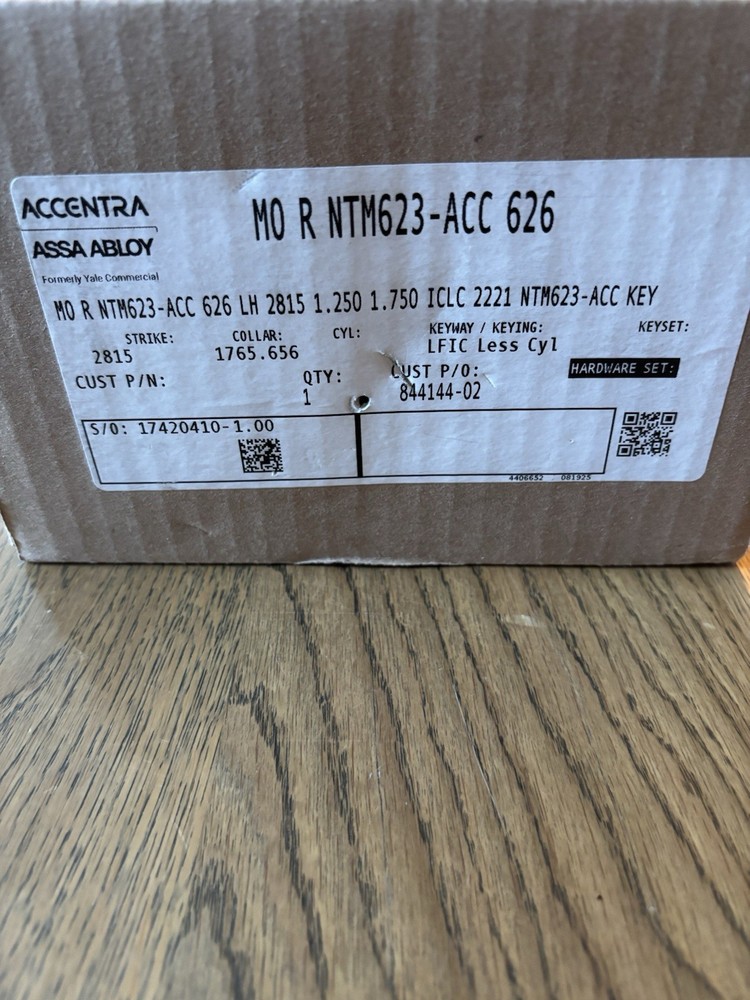 ACCENTRA
ASSA ABLOY
Formerly Yale Commercial
MO R NTM623-ACC 626
MO R NTM623-ACC 626 LH 2815 1.250 1.750 ICLC 2221 NTM623-ACC KEY
STRIKE: COLLAR: CYL: KEYWAY / KEYING: KEYSET:
2815 1765.656 LFIC Less Cyl
CUST P/N: QTY: CUST P/O: HARDWARE SET:
1 844144-02
S/O: 17420410-1.00
4406652 081925